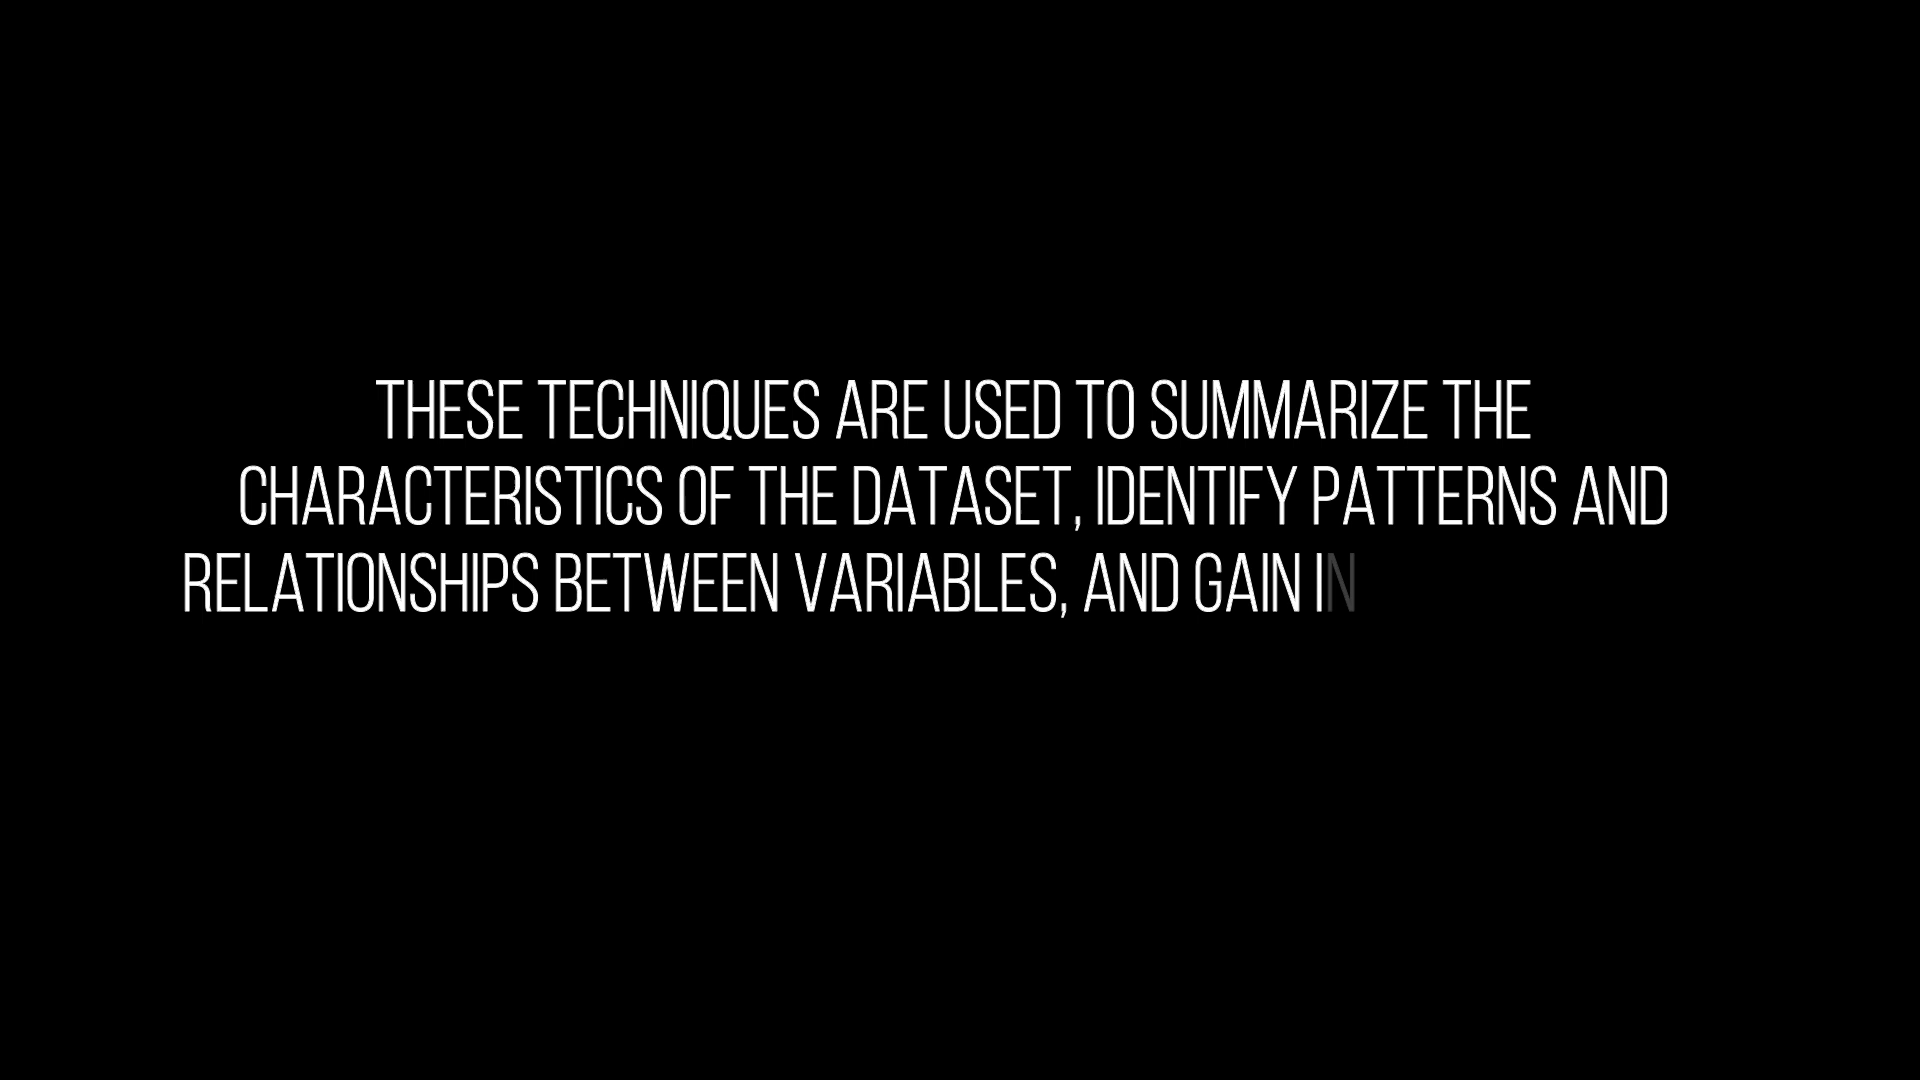 THESE TECHNIQUES ARE USED TO SUMMARIZE THE
CHARACTERISTICS OF THE DATASET, IDENTIFY PATTERNS AND
RELATIONSHIPS BETWEEN VARIABLES, AND GAIN IN